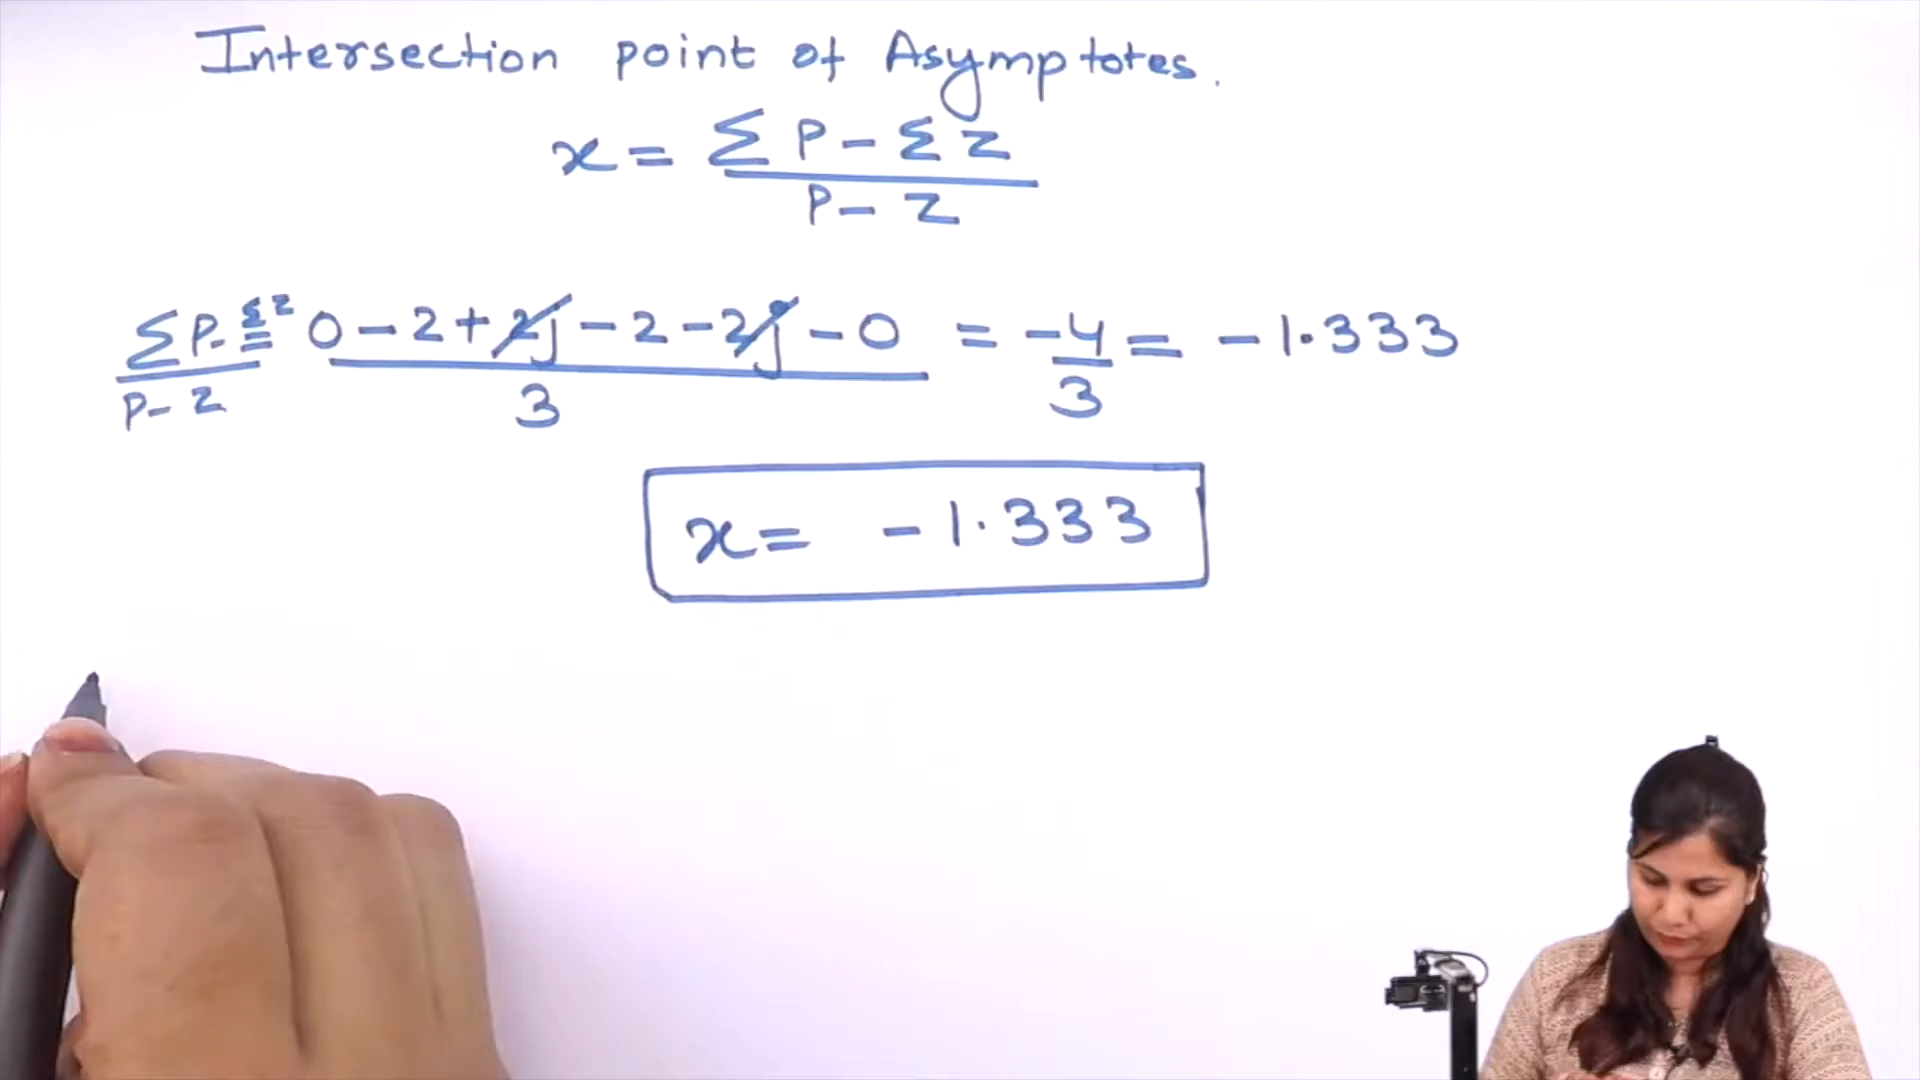 Intersection point of Asymptotes.
x = ΣP - ΣZ
P - Z
ΣP - ΣZ = 0 - 2 + 2j - 2 - 2j - 0 = -4 = -1.333
P - Z 3 3
x = -1.333